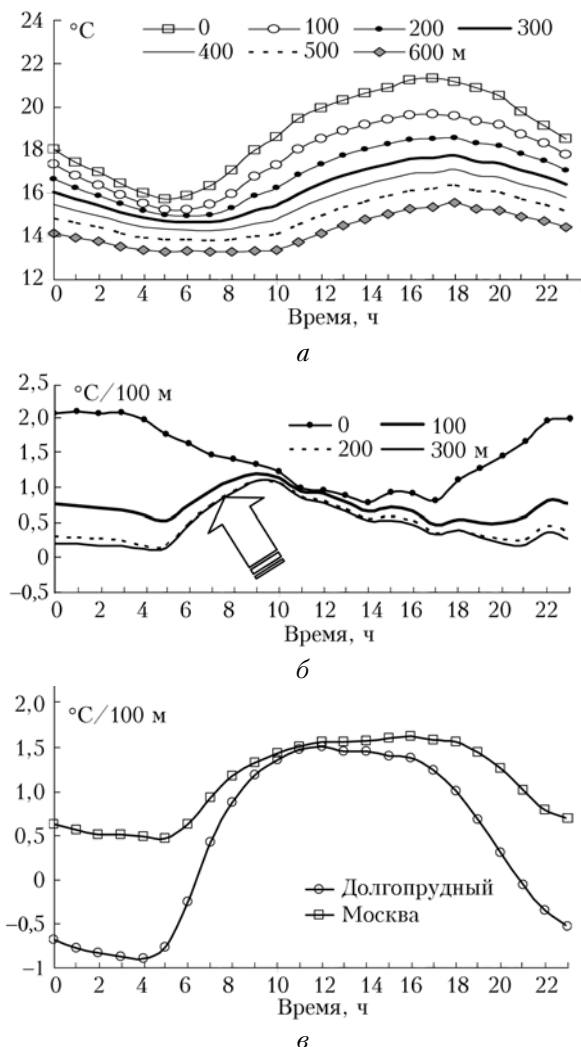 °C 0 100 200 300
400 500 600 м
24
22
20
18
16
14
12
0 2 4 6 8 10 12 14 16 18 20 22
Время, ч
а
°C/100 м
0 100
200 300 м
2,5
2,0
1,5
1,0
0,5
0
−0,5
0 2 4 6 8 10 12 14 16 18 20 22
Время, ч
б
°C/100 м
2,0
1,5
1,0
0,5
0
−0,5
−1
Долгопрудный
Москва
0 2 4 6 8 10 12 14 16 18 20 22
Время, ч
в